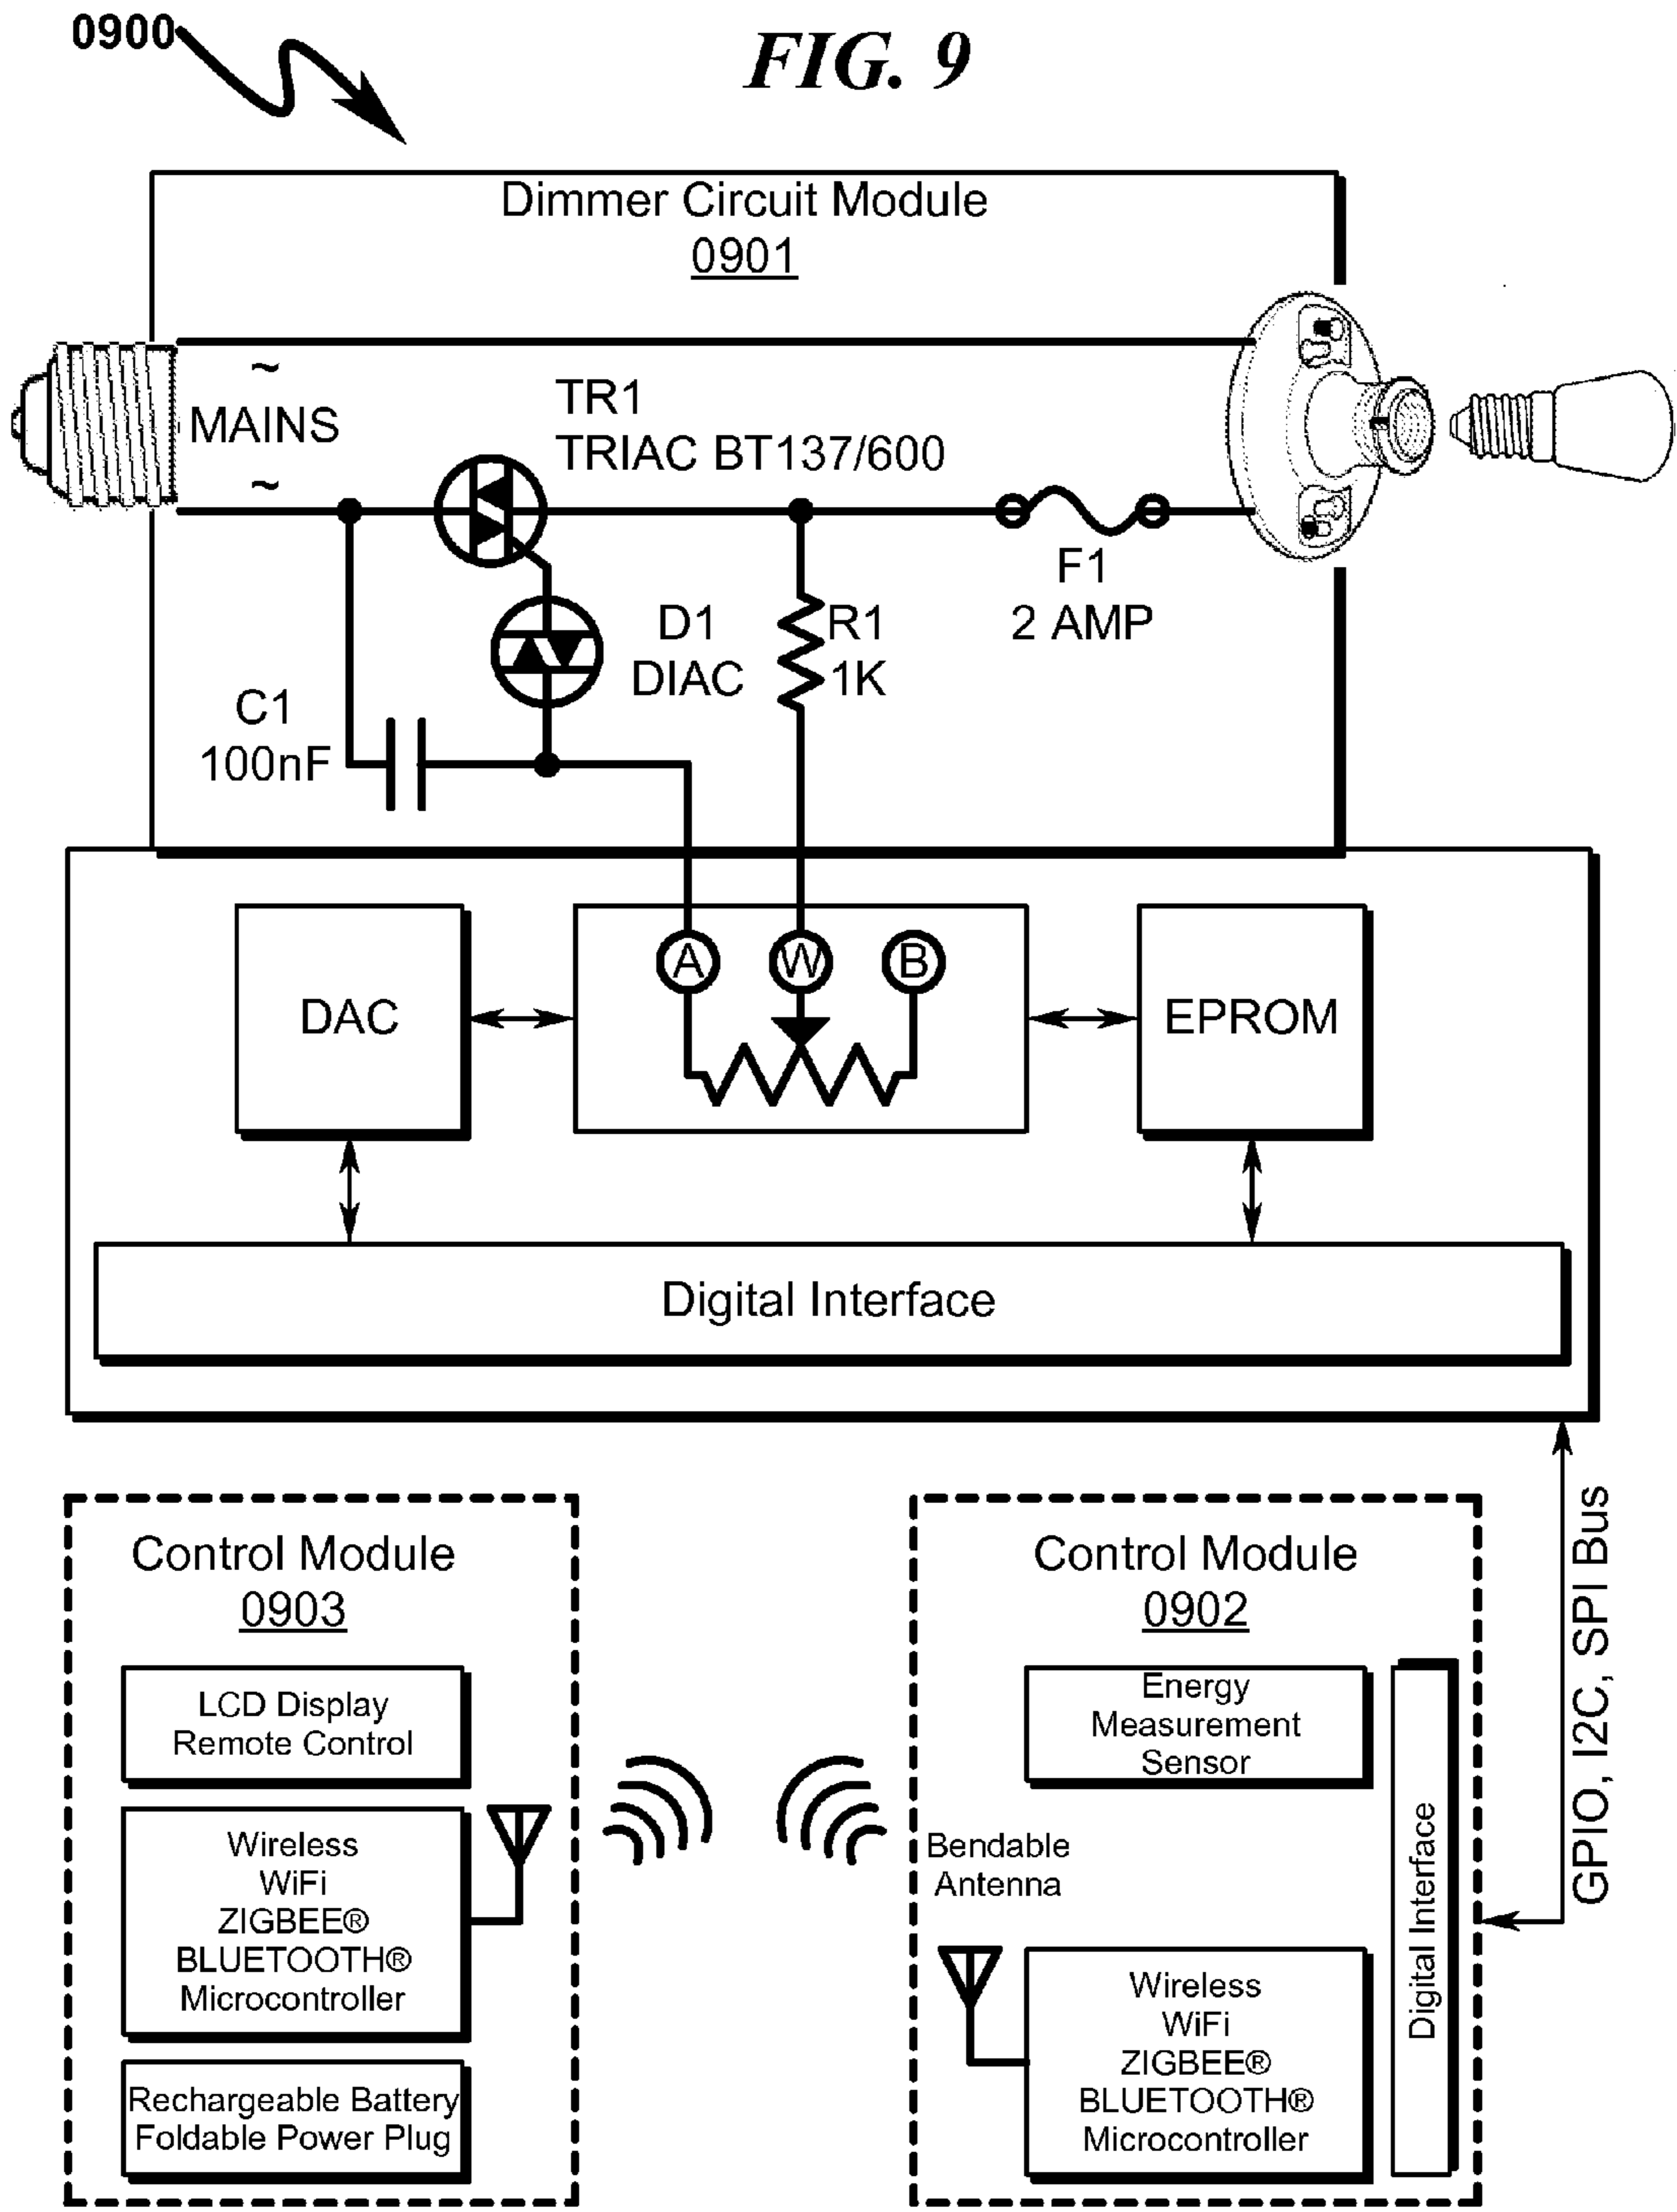 0900
FIG. 9
Dimmer Circuit Module
0901
~
MAINS
~
TR1
TRIAC BT137/600
F1
2 AMP
D1
DIAC
R1
1K
C1
100nF
A
W
B
DAC
EPROM
Digital Interface
GPIO, I2C, SPI Bus
Control Module
0903
LCD Display
Remote Control
Wireless
WiFi
ZIGBEE®
BLUETOOTH®
Microcontroller
Rechargeable Battery
Foldable Power Plug
Control Module
0902
Energy
Measurement
Sensor
Bendable
Antenna
Wireless
WiFi
ZIGBEE®
BLUETOOTH®
Microcontroller
Digital Interface